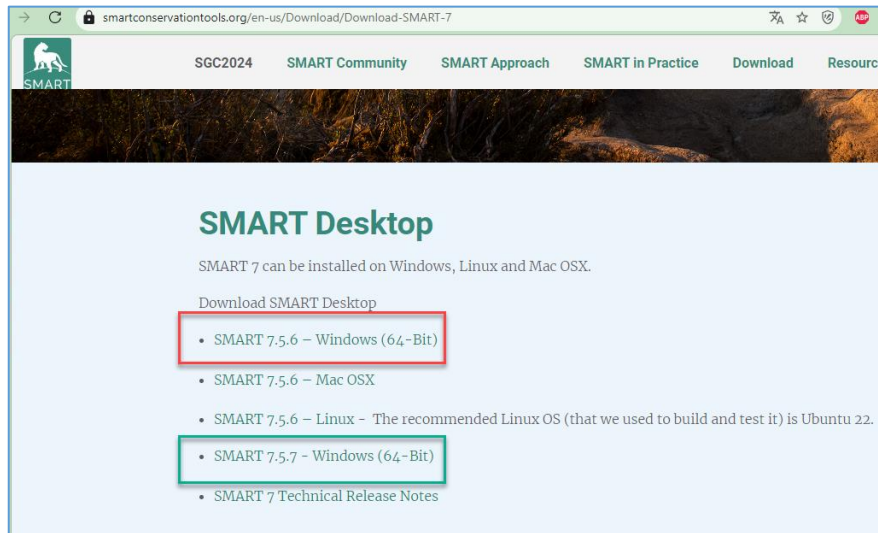 smartconservationtools.org/en-us/Download/Download-SMART-7
ABP
SMART
SGC2024 SMART Community SMART Approach SMART in Practice Download Resourc
SMART Desktop
SMART 7 can be installed on Windows, Linux and Mac OSX.
Download SMART Desktop
• SMART 7.5.6 – Windows (64-Bit)
• SMART 7.5.6 – Mac OSX
• SMART 7.5.6 – Linux - The recommended Linux OS (that we used to build and test it) is Ubuntu 22.
• SMART 7.5.7 - Windows (64-Bit)
• SMART 7 Technical Release Notes